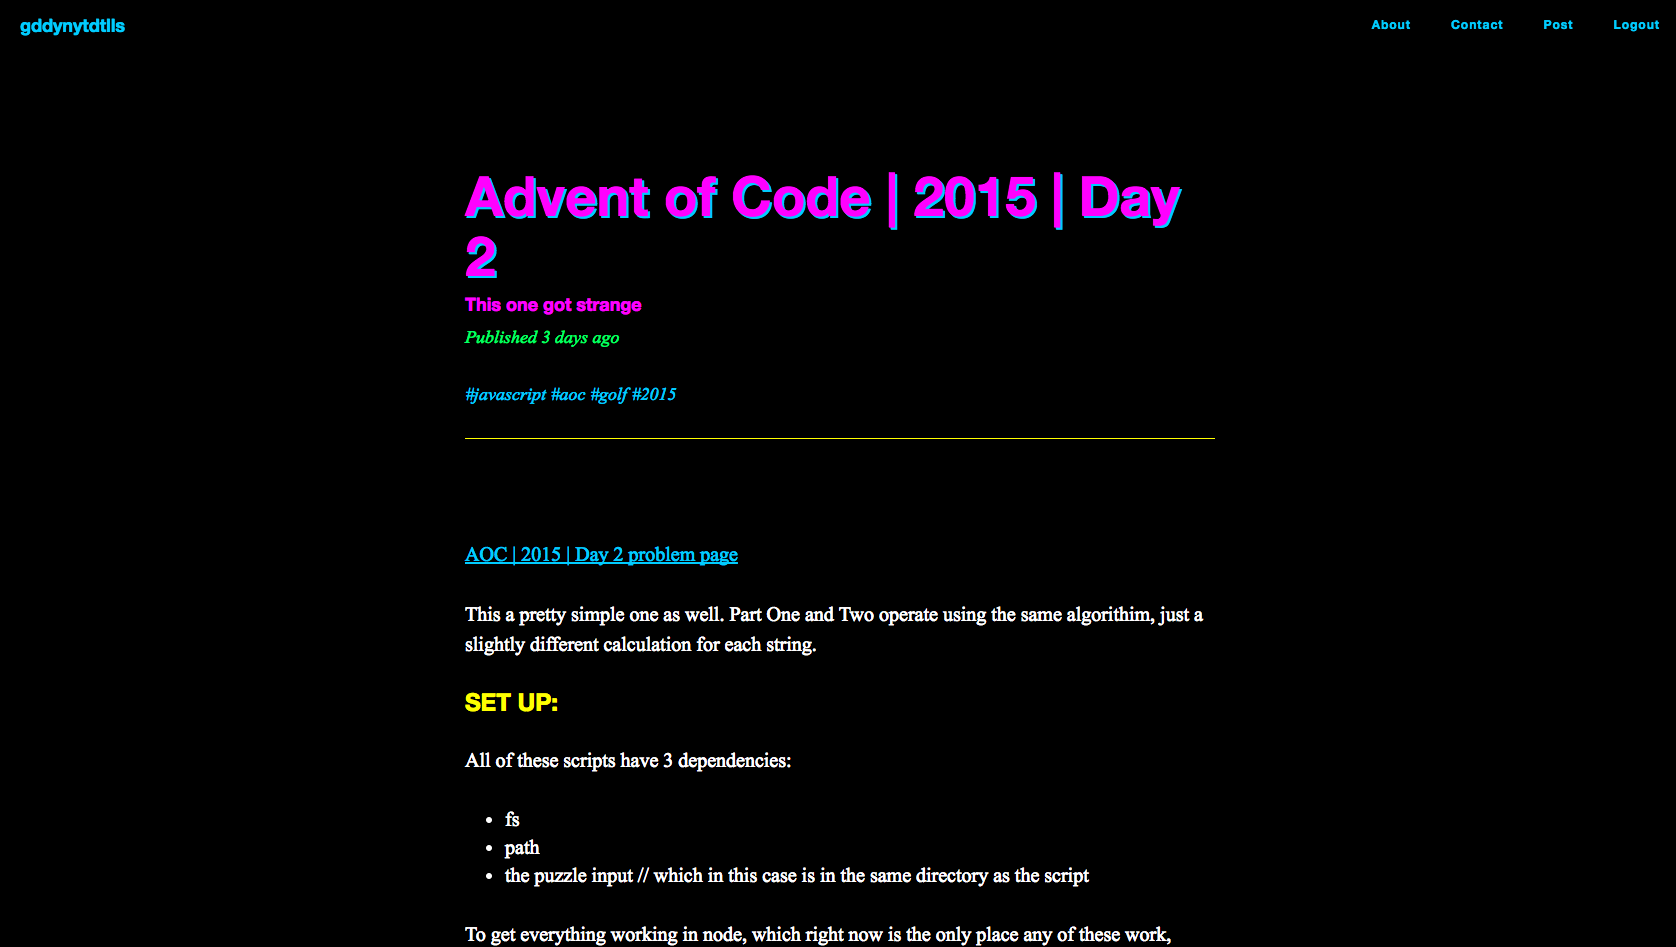 gddynytdtlls
About Contact Post Logout
Advent of Code | 2015 | Day
2
This one got strange
Published 3 days ago
#javascript #aoc #golf #2015
AOC | 2015 | Day 2 problem page
This a pretty simple one as well. Part One and Two operate using the same algorithim, just a
slightly different calculation for each string.
SET UP:
All of these scripts have 3 dependencies:
• fs
• path
• the puzzle input // which in this case is in the same directory as the script
To get everything working in node, which right now is the only place any of these work,